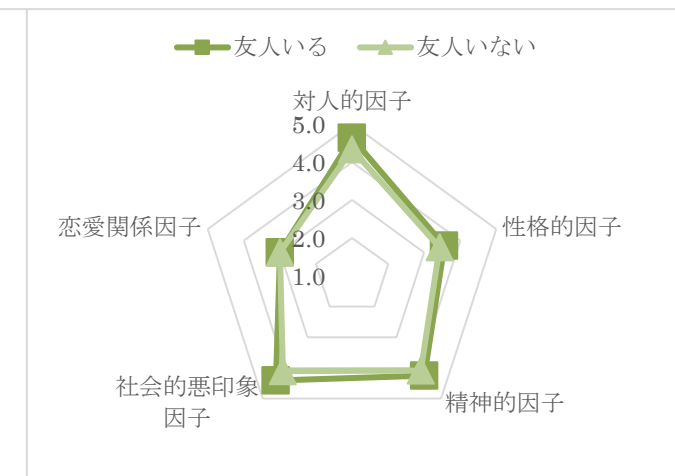 友人いる 友人いない
対人的因子
5.0
4.0
3.0
2.0
1.0
恋愛関係因子
性格的因子
社会的悪印象
因子
精神的因子